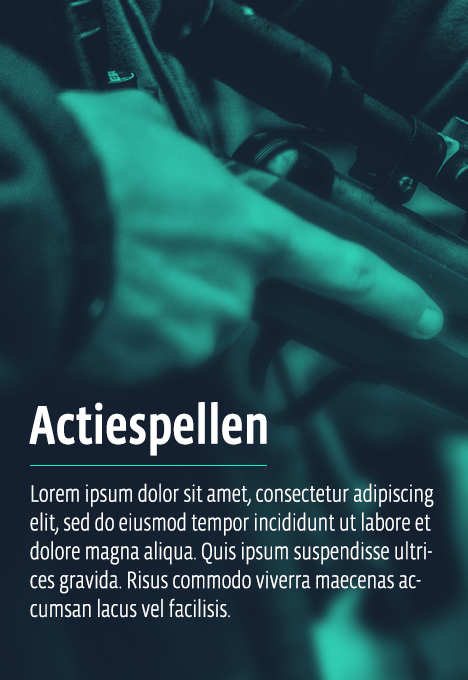 Actiespellen
Lorem ipsum dolor sit amet, consectetur adipiscing
elit, sed do eiusmod tempor incididunt ut labore et
dolore magna aliqua. Quis ipsum suspendisse ultri-
ces gravida. Risus commodo viverra maecenas ac-
cumsan lacus vel facilisis.